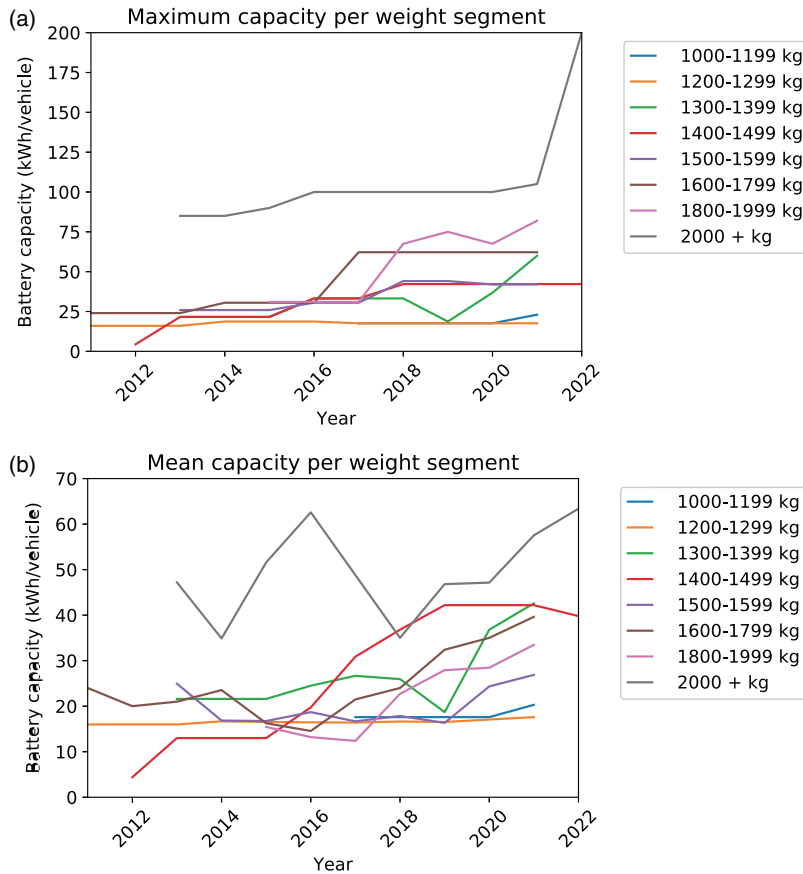 (a)
Maximum capacity per weight segment
Battery capacity (kWh/vehicle)
200
175
150
125
100
75
50
25
0
2012
2014
2016
2018
2020
2022
Year
1000-1199 kg
1200-1299 kg
1300-1399 kg
1400-1499 kg
1500-1599 kg
1600-1799 kg
1800-1999 kg
2000 + kg
(b)
Mean capacity per weight segment
Battery capacity (kWh/vehicle)
70
60
50
40
30
20
10
0
2012
2014
2016
2018
2020
2022
Year
1000-1199 kg
1200-1299 kg
1300-1399 kg
1400-1499 kg
1500-1599 kg
1600-1799 kg
1800-1999 kg
2000 + kg